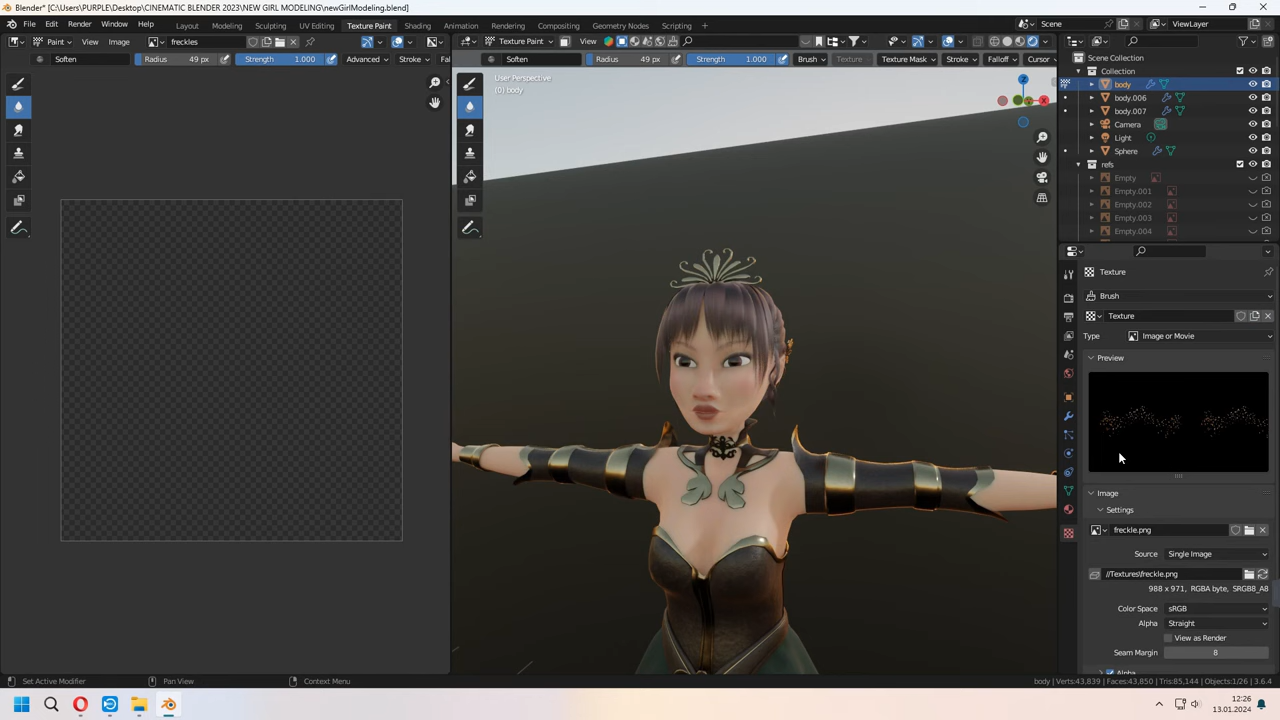 Blender* [C:\Users\PURPLE\Desktop\CINEMATIC BLENDER 2023\NEW GIRL MODELING\newGirlModeling.blend]
File Edit Render Window Help Layout Modeling Sculpting UV Editing Texture Paint Shading Animation Rendering Compositing Geometry Nodes Scripting + Scene ViewLayer
Paint View Image freckles Texture Paint View
Soften Radius 49 px Strength 1.000 Advanced Stroke Fal Soften Radius 49 px Strength 1.000 Brush Texture Texture Mask Stroke Falloff Cursor
User Perspective
(0) body
Z
X
Scene Collection
Collection
body
body.006
body.007
Camera
Light
Sphere
refs
Empty
Empty.001
Empty.002
Empty.003
Empty.004
Texture
Brush
Texture
Type Image or Movie
Preview
Image
Settings
freckle.png
Source Single Image
//Textures\freckle.png
988 x 971, RGBA byte, SRGB8_A8
Color Space sRGB
Alpha Straight
View as Render
Seam Margin 8
Alpha
Set Active Modifier Pan View Context Menu body | Verts:43,839 | Faces:43,850 | Tris:85,144 | Objects:1/26 | 3.6.4
12:26
13.01.2024